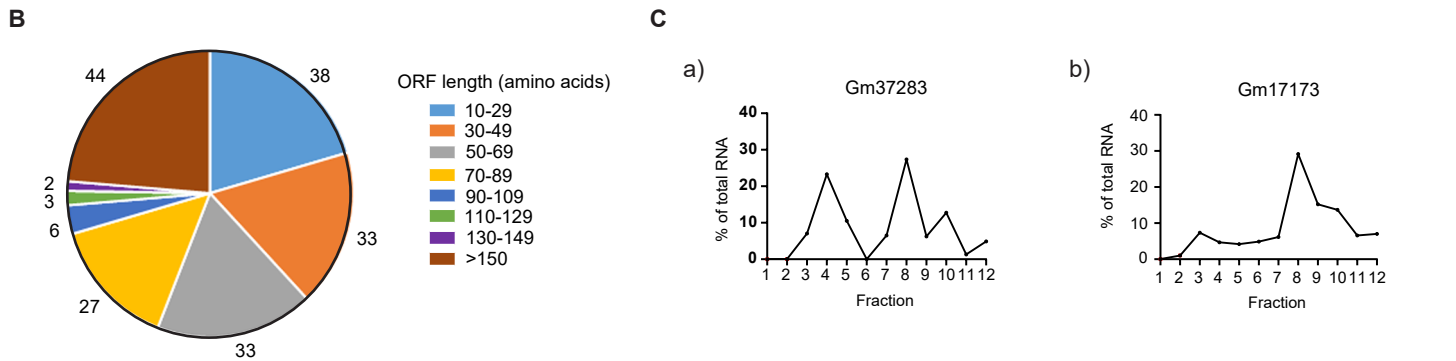 B
44
38
2
3
6
33
27
33
ORF length (amino acids)
10-29
30-49
50-69
70-89
90-109
110-129
130-149
>150
C
a)
Gm37283
% of total RNA
40
30
20
10
0
1 2 3 4 5 6 7 8 9 10 11 12
Fraction
b)
Gm17173
% of total RNA
40
30
20
10
0
1 2 3 4 5 6 7 8 9 10 11 12
Fraction